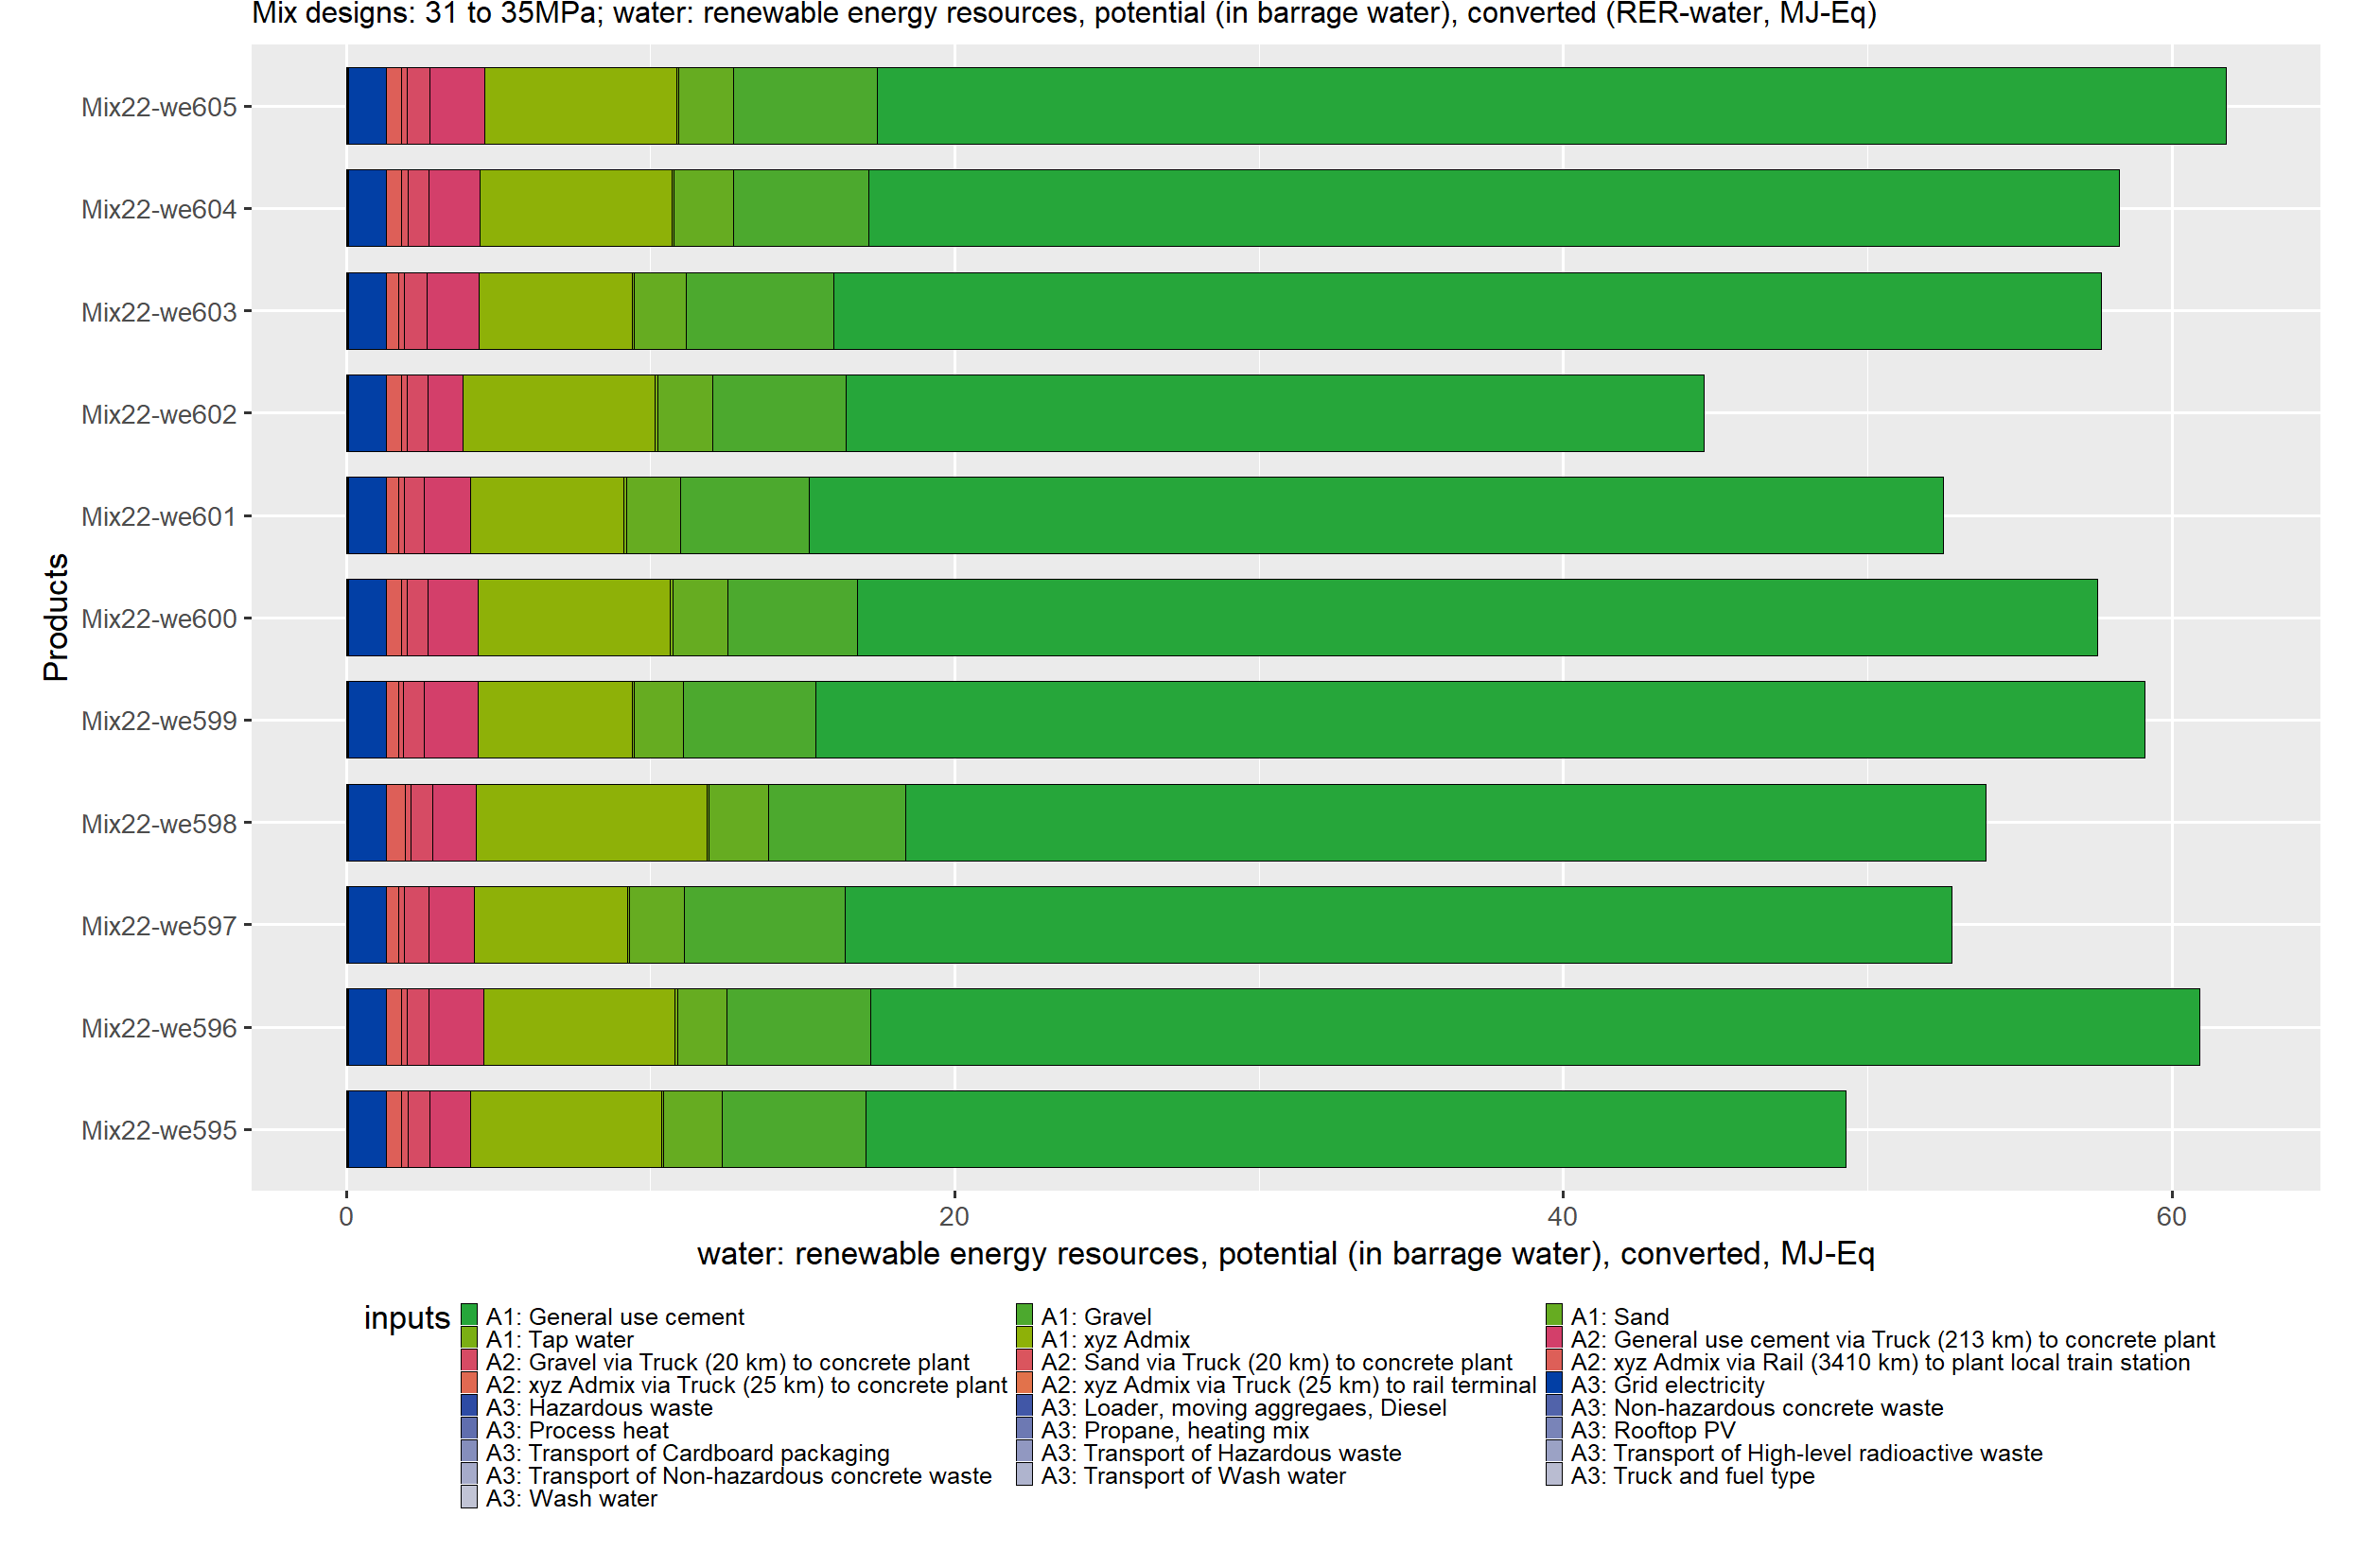 Mix designs: 31 to 35MPa; water: renewable energy resources, potential (in barrage water), converted (RER-water, MJ-Eq)
Products
Mix22-we605
Mix22-we604
Mix22-we603
Mix22-we602
Mix22-we601
Mix22-we600
Mix22-we599
Mix22-we598
Mix22-we597
Mix22-we596
Mix22-we595
0 20 40 60
water: renewable energy resources, potential (in barrage water), converted, MJ-Eq
inputs
A1: General use cement A1: Gravel A1: Sand
A1: Tap water A1: xyz Admix A2: General use cement via Truck (213 km) to concrete plant
A2: Gravel via Truck (20 km) to concrete plant A2: Sand via Truck (20 km) to concrete plant A2: xyz Admix via Rail (3410 km) to plant local train station
A2: xyz Admix via Truck (25 km) to concrete plant A2: xyz Admix via Truck (25 km) to rail terminal A3: Grid electricity
A3: Hazardous waste A3: Loader, moving aggregaes, Diesel A3: Non-hazardous concrete waste
A3: Process heat A3: Propane, heating mix A3: Rooftop PV
A3: Transport of Cardboard packaging A3: Transport of Hazardous waste A3: Transport of High-level radioactive waste
A3: Transport of Non-hazardous concrete waste A3: Transport of Wash water A3: Truck and fuel type
A3: Wash water